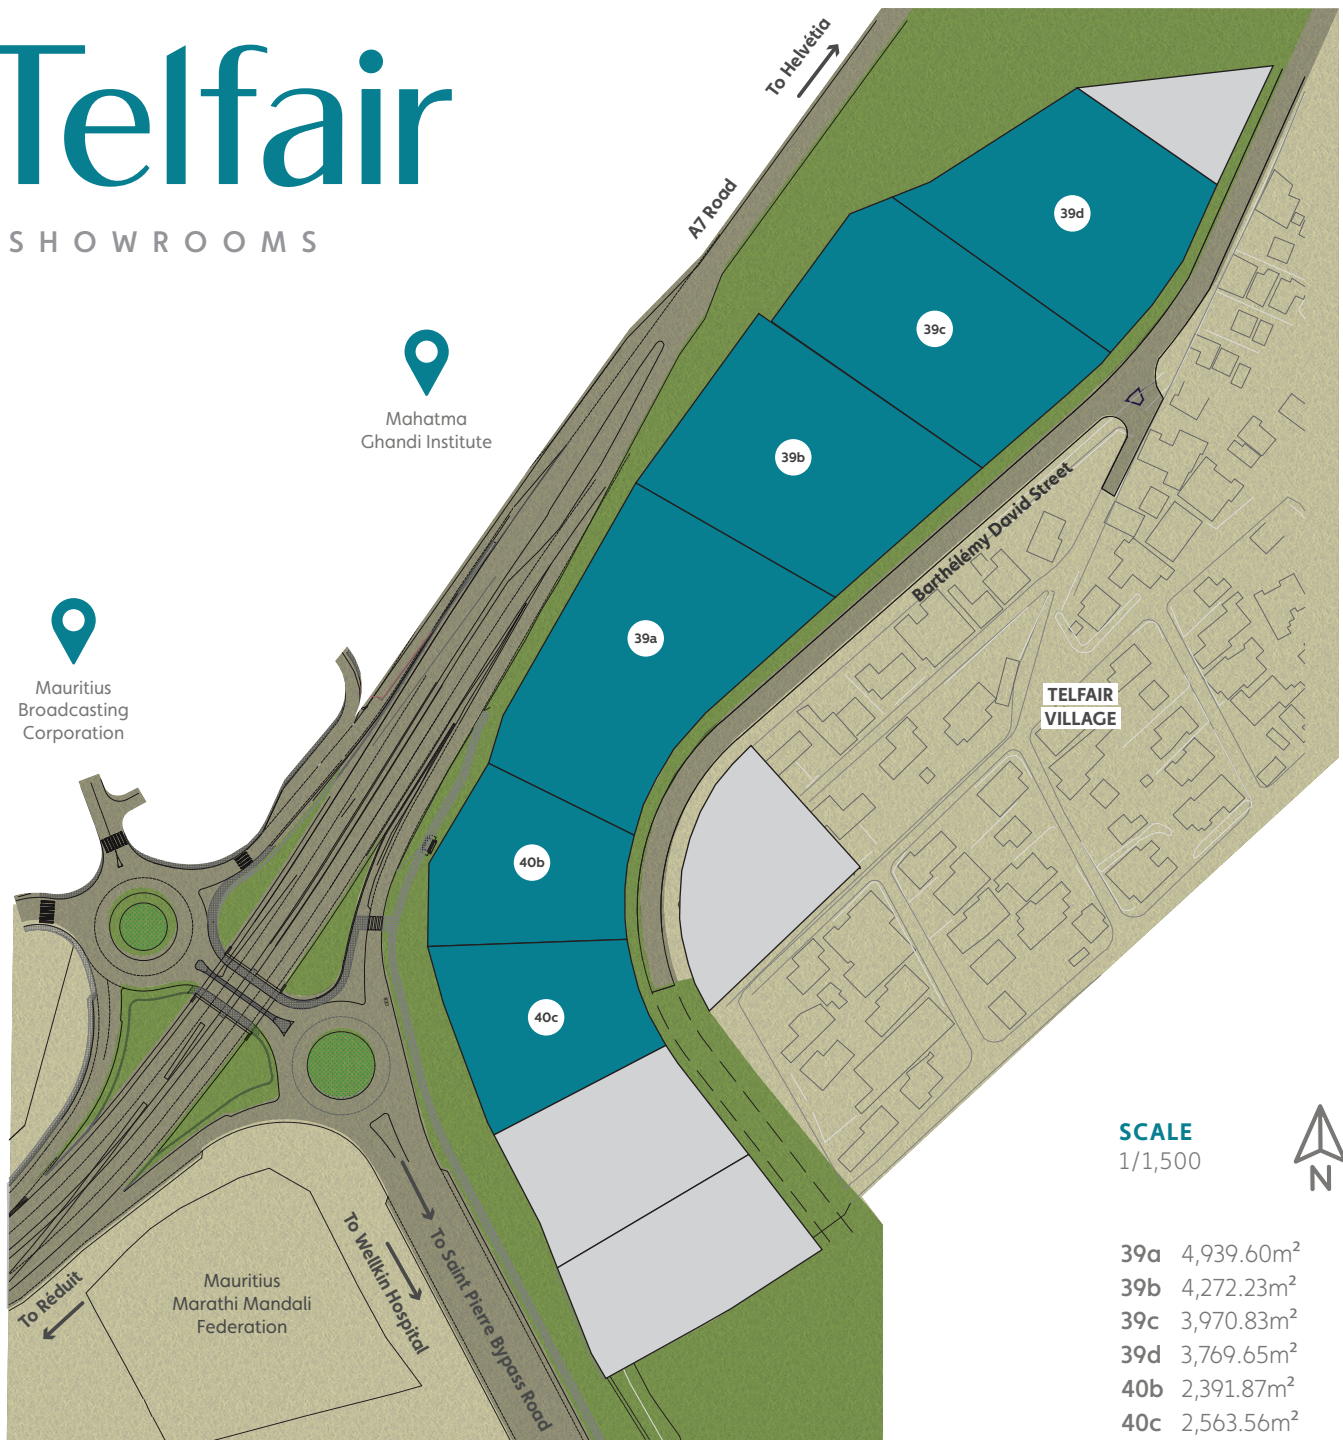 Telfair
SHOWROOMS
To Helvétia
A7 Road
Mahatma
Ghandi Institute
Mauritius
Broadcasting
Corporation
39d
39c
39b
39a
40b
40c
Barthélémy David Street
TELFAIR
VILLAGE
To Réduit
Mauritius
Marathi Mandali
Federation
To Wellkin Hospital
To Saint Pierre Bypass Road
SCALE
1/1,500
N
39a 4,939.60m²
39b 4,272.23m²
39c 3,970.83m²
39d 3,769.65m²
40b 2,391.87m²
40c 2,563.56m²